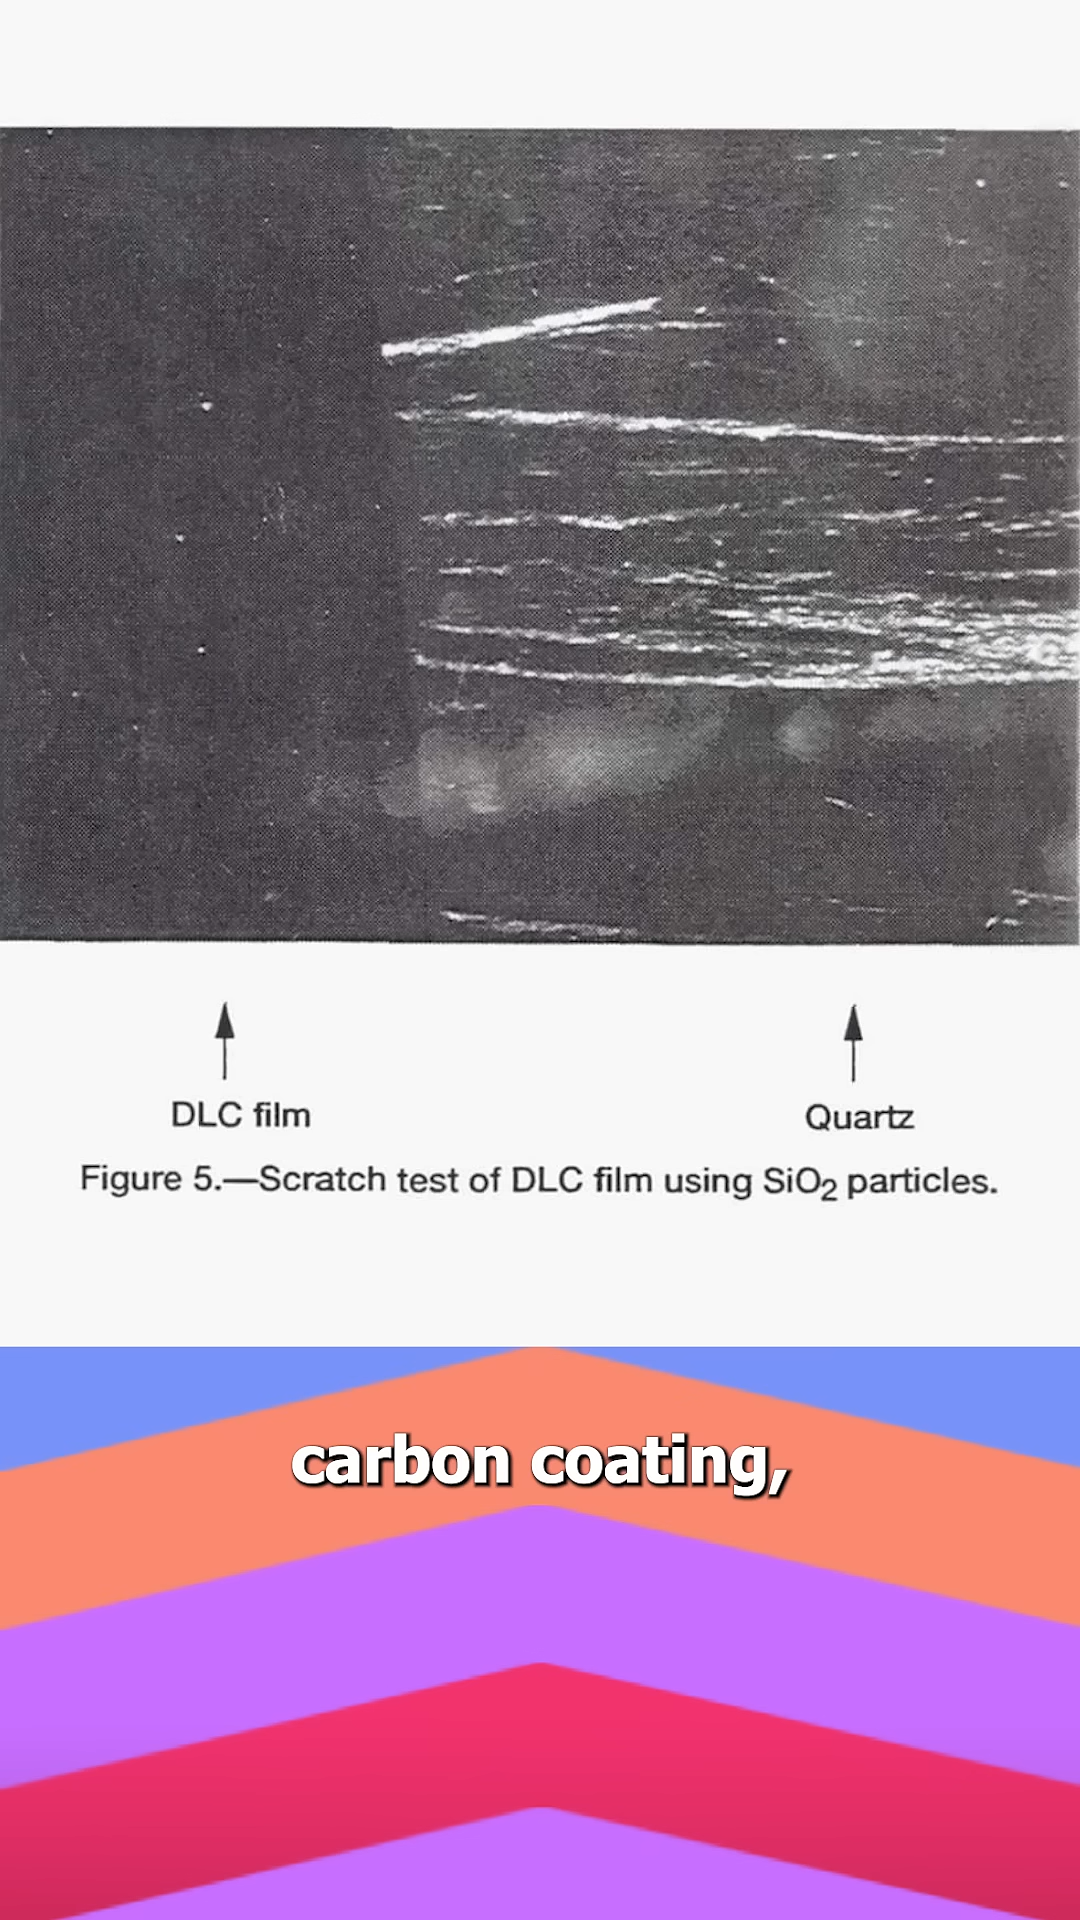 DLC film
Quartz
Figure 5.—Scratch test of DLC film using SiO₂ particles.
carbon coating,